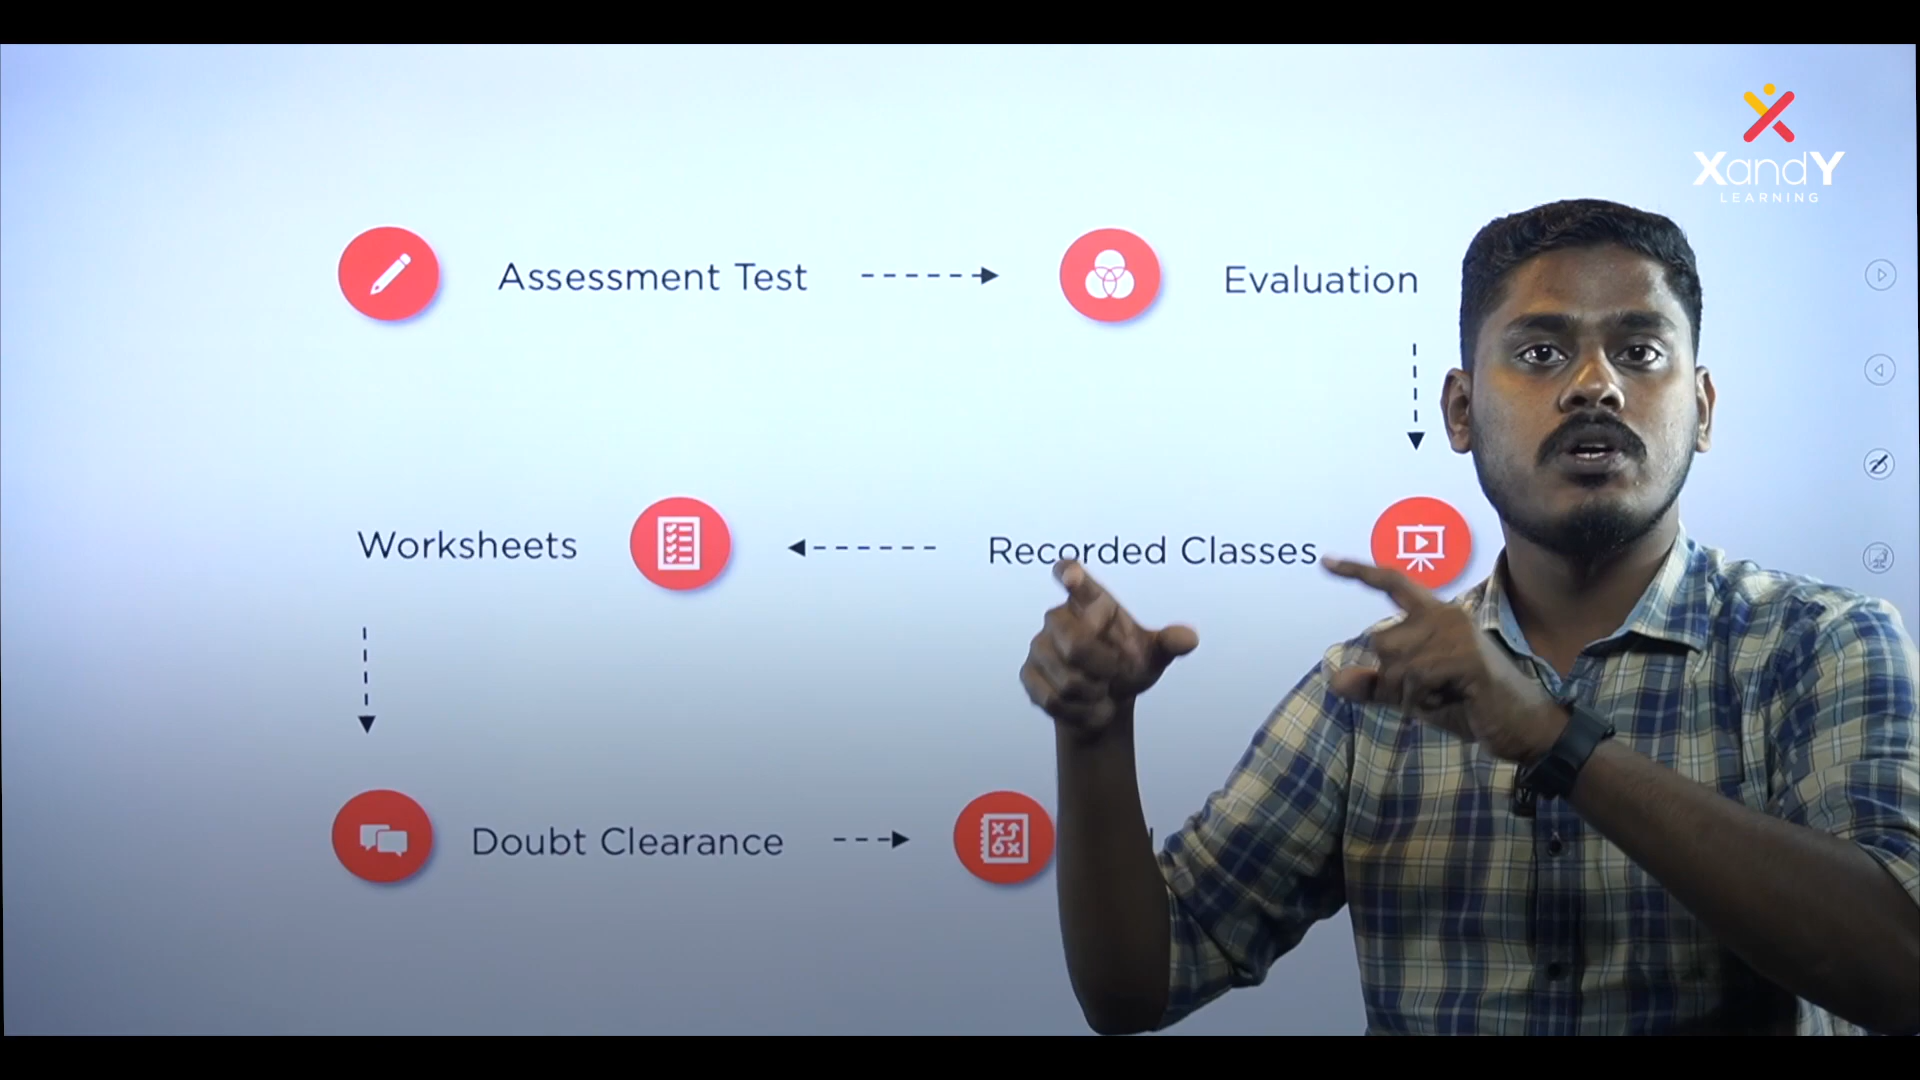 XandY
LEARNING
Assessment Test
Evaluation
Worksheets
Recorded Classes
Doubt Clearance